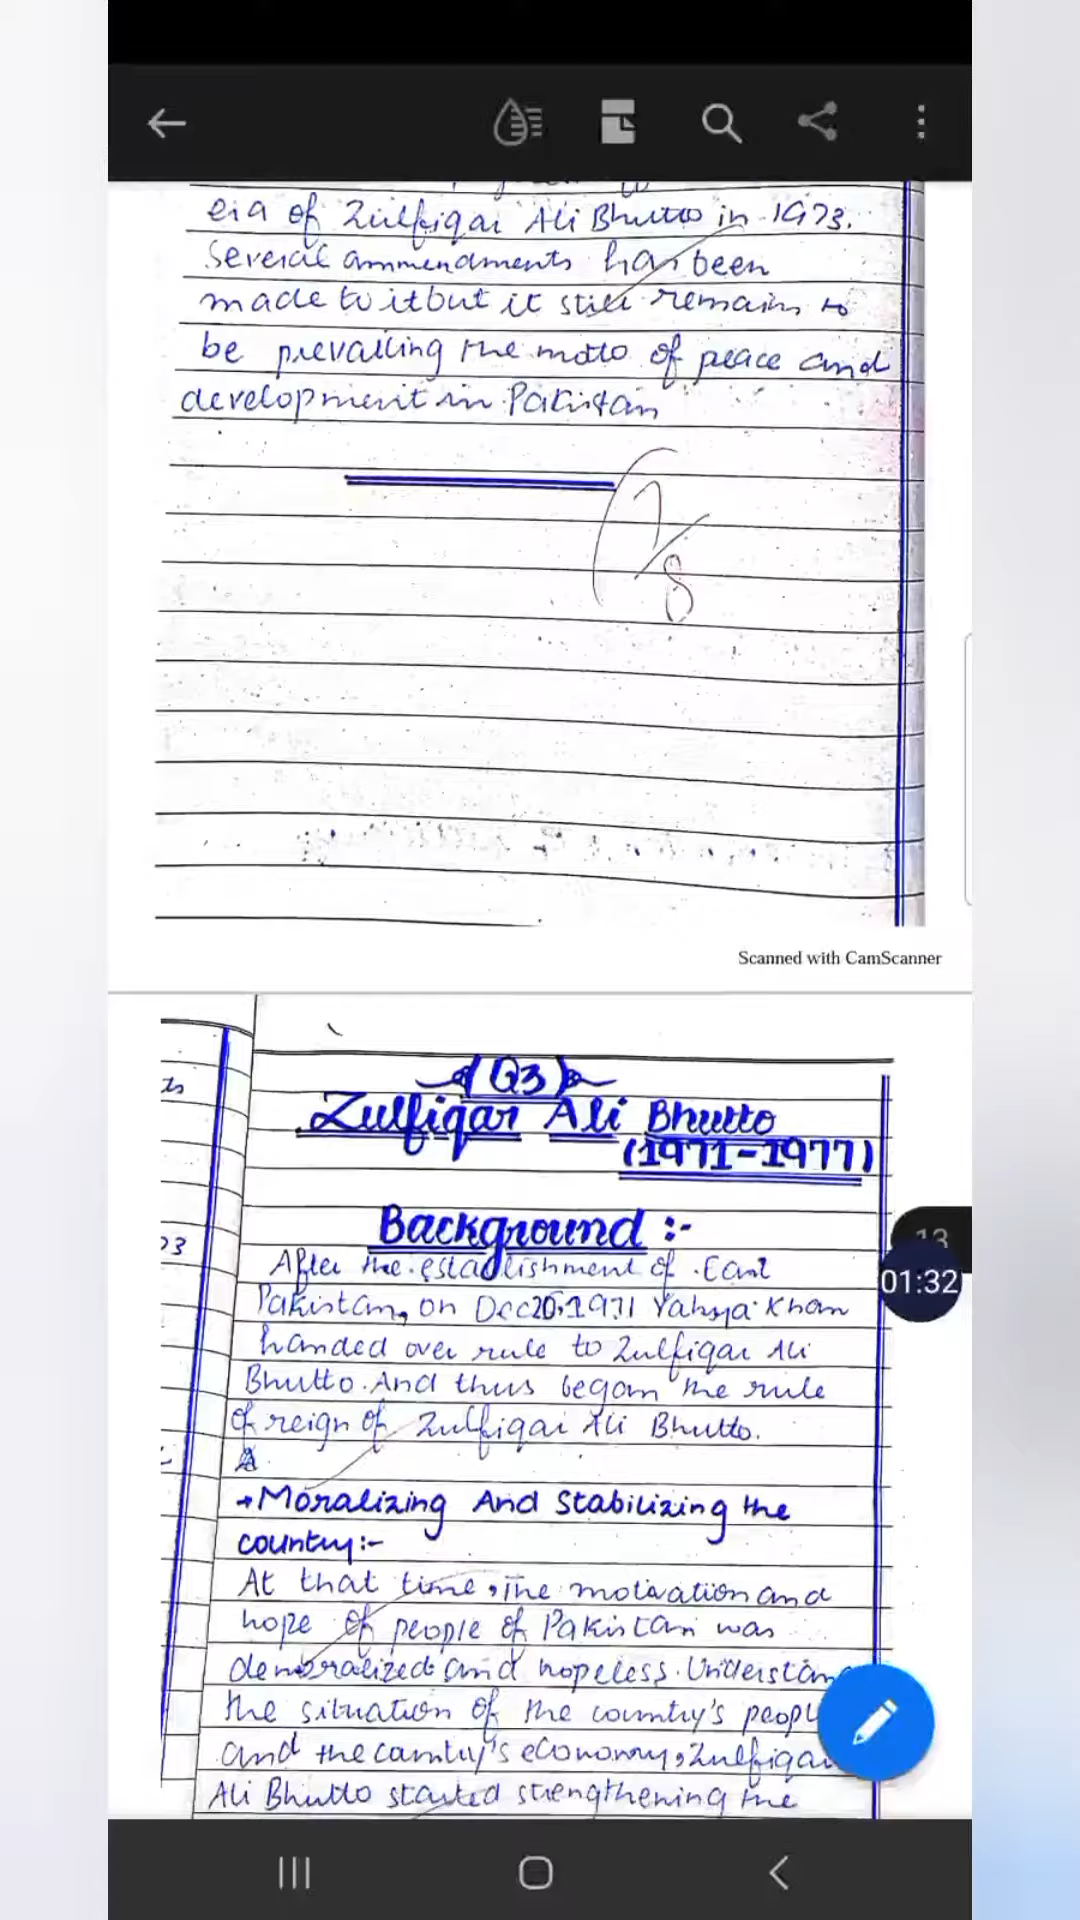 era of Zulfiqar Ali Bhutto in 1973.
Several ammendments has been
made to it but it still remains to
be prevailing the motto of peace and
development in Pakistan
7/8
Scanned with CamScanner
ts
Q3
Zulfiqar Ali Bhutto
(1971-1977)
Background :-
13
01:32
73
After the establishment of East
Pakistan, on Dec 20, 1971 Yahya Khan
handed over rule to Zulfiqar Ali
Bhutto. And thus began the rule
of reign of Zulfiqar Ali Bhutto.
→Moralizing And Stabilizing the
country:-
At that time, the motivation and
hope of people of Pakistan was
demoralized and hopeless. Understan
the situation of the country's peopl
and the country's economy, Zulfiqar
Ali Bhutto started strengthening the